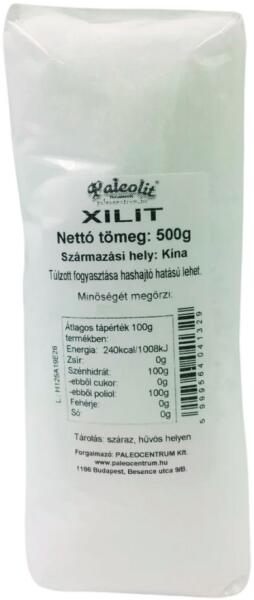 Paleolit
paleocentrum.hu
XILIT
Nettó tömeg: 500g
Származási hely: Kína
Túlzott fogyasztása hashajtó hatású lehet.
Minőségét megőrzi:
Átlagos tápérték 100g
termékben:
Energia: 240kcal/1008kJ
Zsír: 0g
Szénhidrát: 100g
-ebből cukor: 0g
-ebből poliol: 100g
Fehérje: 0g
Só: 0g
L: H125A19E26
5 999564 041329
Tárolás: száraz, hűvös helyen
Forgalmazó: PALEOCENTRUM Kft.
www.paleocentrum.hu
1186 Budapest, Besence utca 9/B.